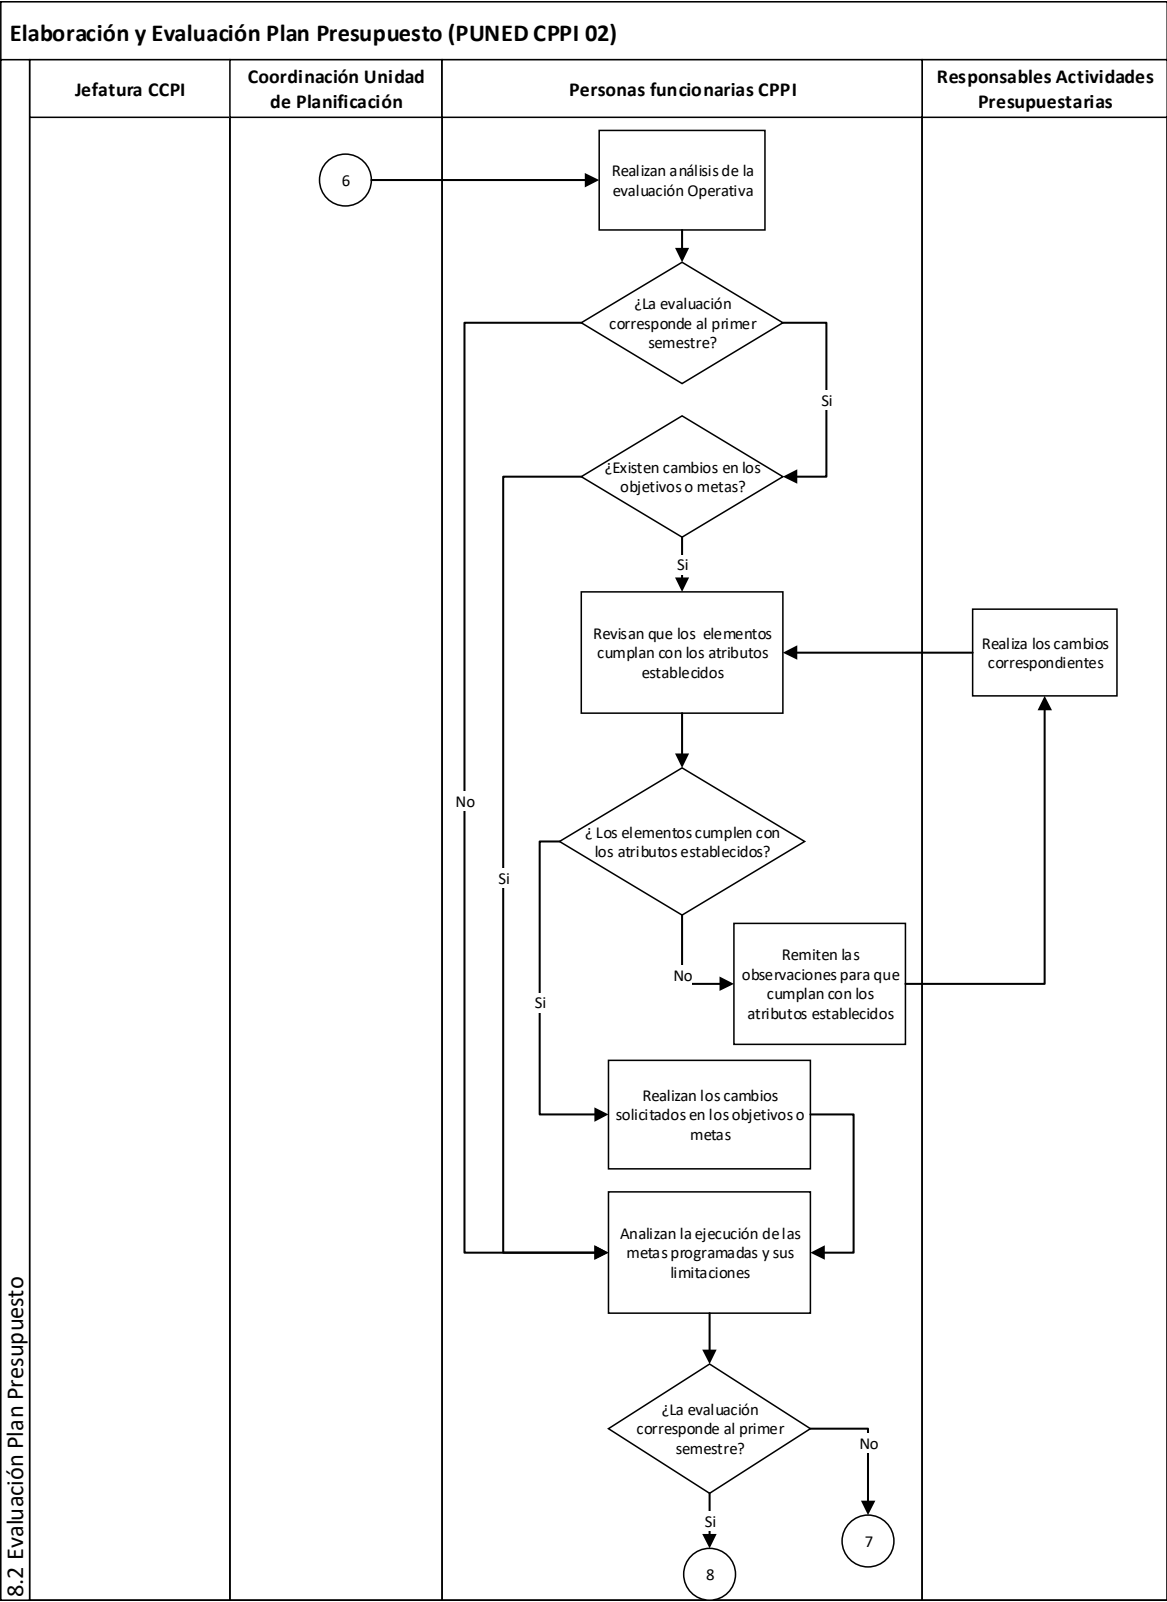 Elaboración y Evaluación Plan Presupuesto (PUNED CPPI 02)
Jefatura CCPI
Coordinación Unidad
de Planificación
Personas funcionarias CPPI
Responsables Actividades
Presupuestarias
6
Realizan análisis de la
evaluación Operativa
¿La evaluación
corresponde al primer
semestre?
Si
¿Existen cambios en los
objetivos o metas?
Si
Revisan que los elementos
cumplan con los atributos
establecidos
Realiza los cambios
correspondientes
No
¿ Los elementos cumplen con
los atributos establecidos?
Si
No
Remiten las
observaciones para que
cumplan con los
atributos establecidos
Si
Realizan los cambios
solicitados en los objetivos o
metas
Analizan la ejecución de las
metas programadas y sus
limitaciones
¿La evaluación
corresponde al primer
semestre?
No
Si
7
8
8.2 Evaluación Plan Presupuesto